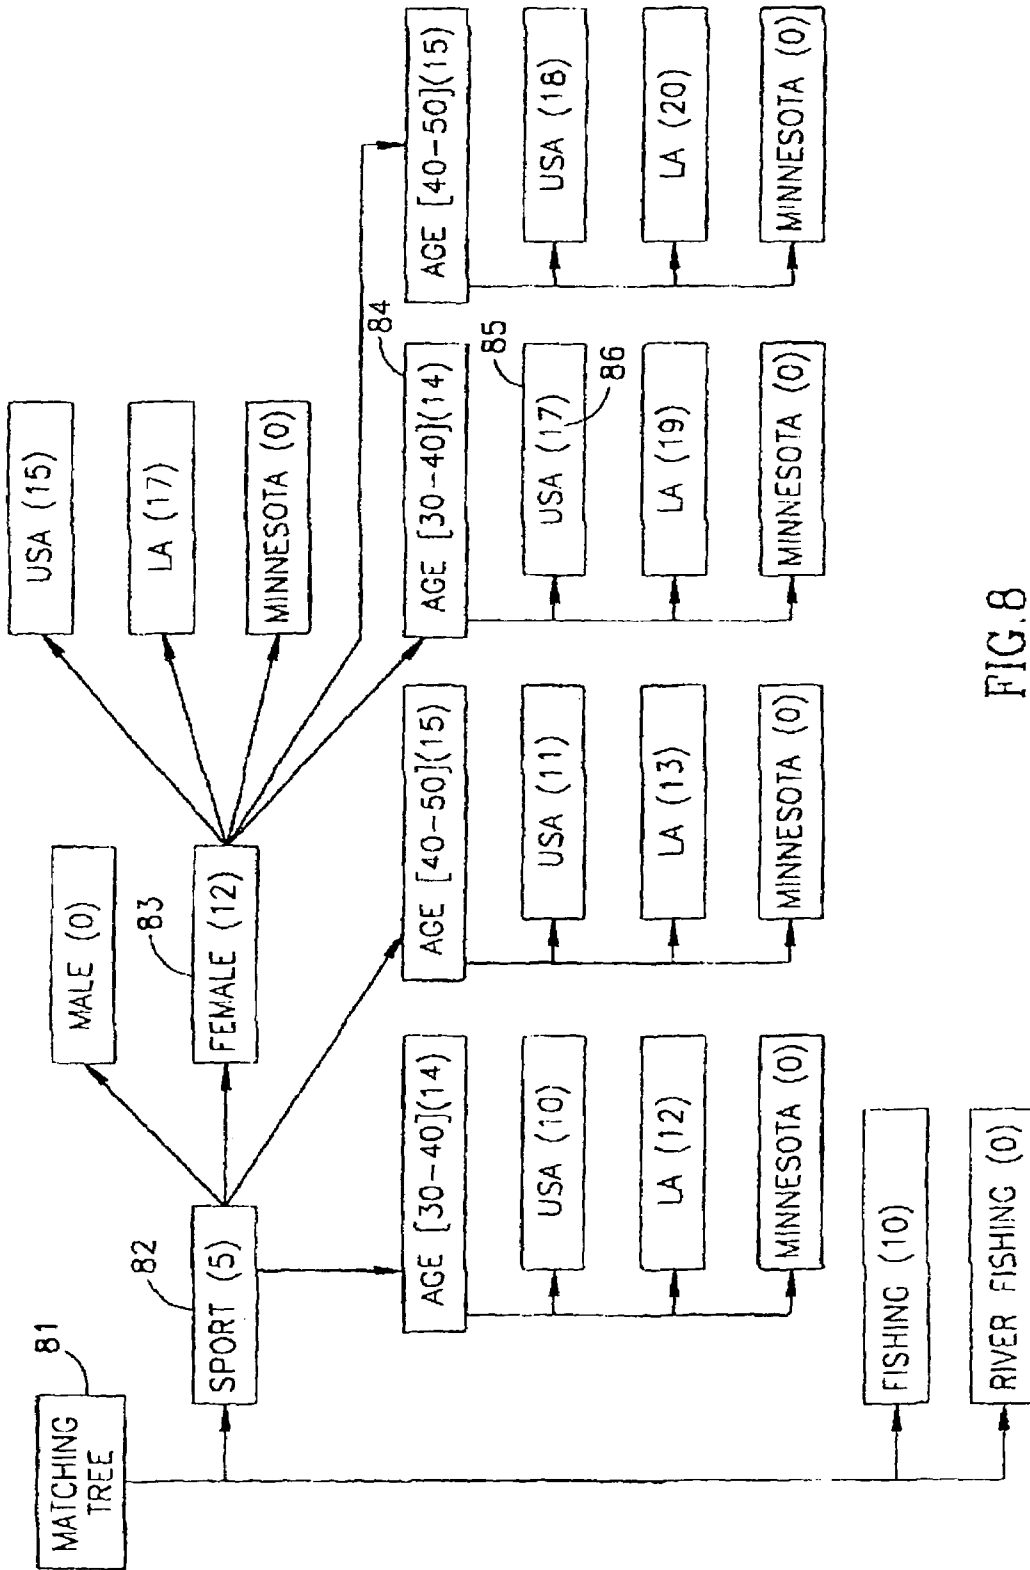 MATCHING
TREE
81
SPORT (5)
82
MALE (0)
FEMALE (12)
83
USA (15)
LA (17)
MINNESOTA (0)
AGE [30-40](14)
USA (10)
LA (12)
MINNESOTA (0)
AGE [40-50](15)
USA (11)
LA (13)
MINNESOTA (0)
AGE [30-40](14)
84
USA (17)
85
86
LA (19)
MINNESOTA (0)
AGE [40-50](15)
USA (18)
LA (20)
MINNESOTA (0)
FISHING (10)
RIVER FISHING (0)
FIG.8